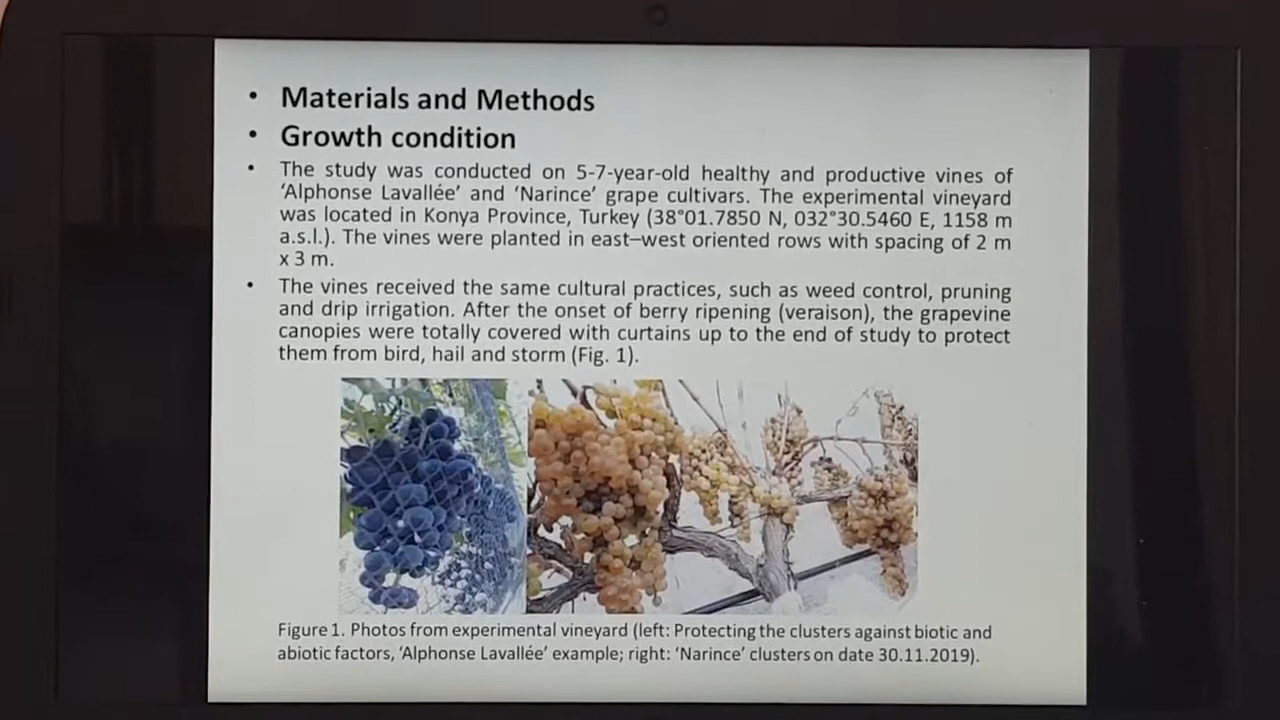 • Materials and Methods
• Growth condition
• The study was conducted on 5-7-year-old healthy and productive vines of
‘Alphonse Lavallée’ and ‘Narince’ grape cultivars. The experimental vineyard
was located in Konya Province, Turkey (38°01.7850 N, 032°30.5460 E, 1158 m
a.s.l.). The vines were planted in east–west oriented rows with spacing of 2 m
x 3 m.
• The vines received the same cultural practices, such as weed control, pruning
and drip irrigation. After the onset of berry ripening (veraison), the grapevine
canopies were totally covered with curtains up to the end of study to protect
them from bird, hail and storm (Fig. 1).
Figure 1. Photos from experimental vineyard (left: Protecting the clusters against biotic and
abiotic factors, ‘Alphonse Lavallée’ example; right: ‘Narince’ clusters on date 30.11.2019).